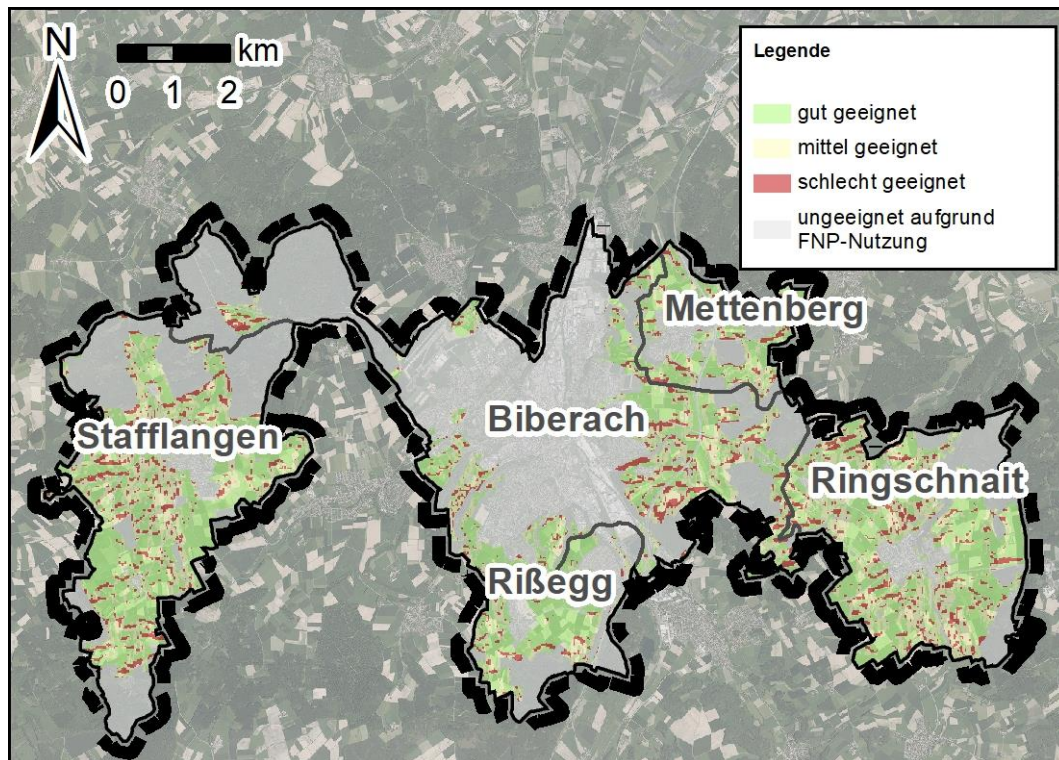 N
km
0 1 2
Legende
gut geeignet
mittel geeignet
schlecht geeignet
ungeeignet aufgrund
FNP-Nutzung
Mettenberg
Biberach
Stafflangen
Ringschnait
Rißegg